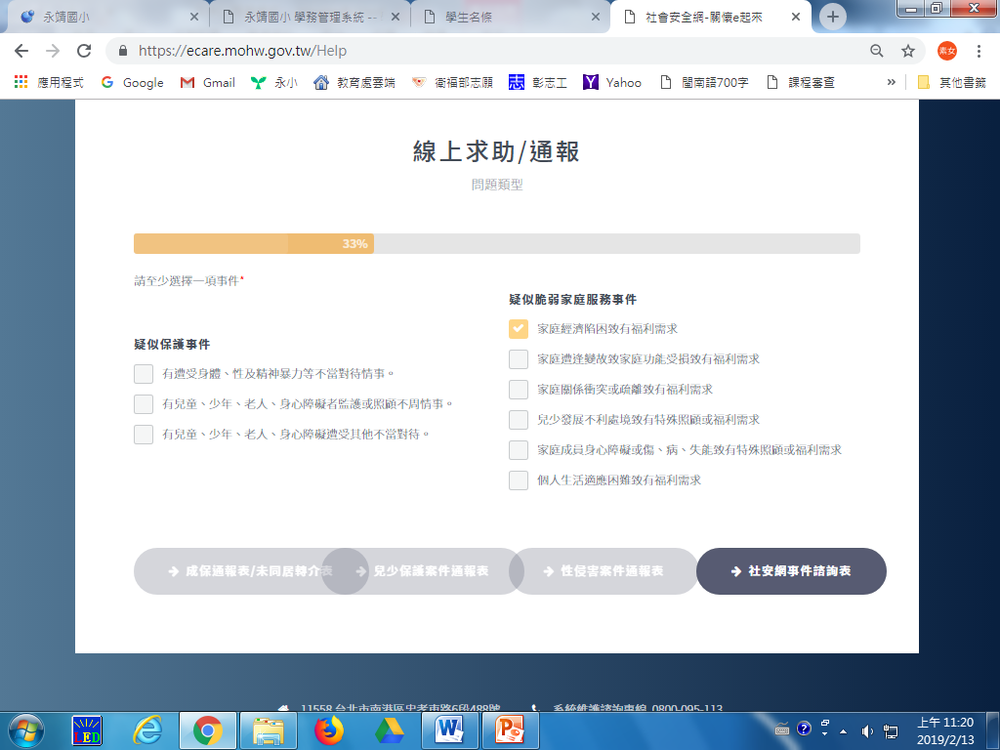 永靖國小
永靖國小 學務管理系統 --
學生名條
社會安全網-關懷e起來
https://ecare.mohw.gov.tw/Help
素女
應用程式
Google
Gmail
永小
教育處雲端
衛福部志願
志 彰志工
Yahoo
閩南語700字
課程審查
»
其他書籤
線上求助/通報
問題類型
33%
請至少選擇一項事件*
疑似保護事件
有遭受身體、性及精神暴力等不當對待情事。
有兒童、少年、老人、身心障礙者監護或照顧不周情事。
有兒童、少年、老人、身心障礙遭受其他不當對待。
疑似脆弱家庭服務事件
家庭經濟陷困致有福利需求
家庭遭逢變故致家庭功能受損致有福利需求
家庭關係衝突或疏離致有福利需求
兒少發展不利處境致有特殊照顧或福利需求
家庭成員身心障礙或傷、病、失能致有特殊照顧或福利需求
個人生活適應困難致有福利需求
成保通報表/未同居轉介表
兒少保護案件通報表
性侵害案件通報表
社安網事件諮詢表
11558 台北市南港區忠孝東路6段488號
系統維護諮詢專線 0800-095-113
LED
上午 11:20
2019/2/13